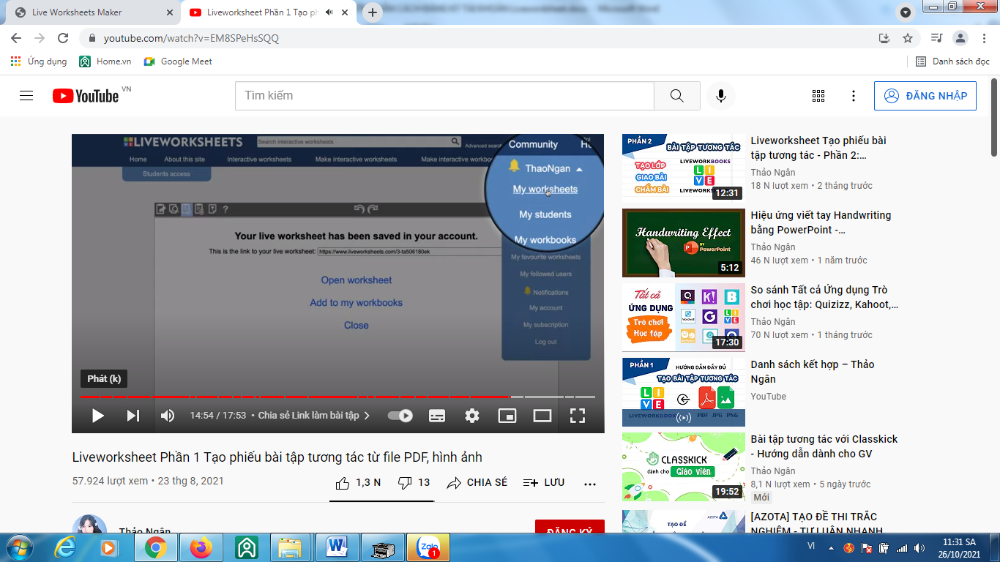 Live Worksheets Maker
Liveworksheet Phần 1 Tạo ph
youtube.com/watch?v=EM8SPeHsSQQ
Ứng dụng
Home.vn
Google Meet
Danh sách đọc
YouTube VN
Tìm kiếm
ĐĂNG NHẬP
LIVEWORKSHEETS
Search interactive worksheets
Advanced search
Home
About this site
Interactive worksheets
Make interactive worksheets
Make interactive workbo
Students access
Community
ThaoNgan
My worksheets
My students
My workbooks
My favourite worksheets
My followed users
Notifications
My account
My subscription
Log out
Your live worksheet has been saved in your account.
This is the link to your live worksheet: https://www.liveworksheets.com/3-ta506180ek
Open worksheet
Add to my workbooks
Close
Phát (k)
14:54 / 17:53 • Chia sẻ Link làm bài tập
Liveworksheet Phần 1 Tạo phiếu bài tập tương tác từ file PDF, hình ảnh
57.924 lượt xem • 23 thg 8, 2021
1,3 N
13
CHIA SẺ
LƯU
Thảo Ngân
ĐĂNG KÝ
PHẦN 2
BÀI TẬP TƯƠNG TÁC
TẠO LỚP
GIAO BÀI
CHẤM BÀI
LIVEWORKBOOKS
LIVE
LIVEWORKS
12:31
Liveworksheet Tạo phiếu bài
tập tương tác - Phần 2:...
Thảo Ngân
18 N lượt xem • 2 tháng trước
Handwriting Effect
BY
PowerPoint
5:12
Hiệu ứng viết tay Handwriting
bằng PowerPoint -...
Thảo Ngân
46 N lượt xem • 1 năm trước
Tất cả
ỨNG DỤNG
Trò chơi
Học tập
17:30
So sánh Tất cả Ứng dụng Trò
chơi học tập: Quizizz, Kahoot,...
Thảo Ngân
70 N lượt xem • 1 tháng trước
PHẦN 1
HƯỚNG DẪN ĐẦY ĐỦ
TẠO BÀI TẬP TƯƠNG TÁC
LIVE
LIVEWORKBOOK
PDF JPG PNG
Danh sách kết hợp – Thảo
Ngân
YouTube
CLASSKICK
dành cho Giáo viên
19:52
Bài tập tương tác với Classkick
- Hướng dẫn dành cho GV
Thảo Ngân
8,1 N lượt xem • 5 ngày trước
Mới
TẠO ĐỀ
AZOTA
[AZOTA] TẠO ĐỀ THI TRẮC
NGHIỆM - TỰ LUẬN NHANH
Zalo
1
VI
11:31 SA
26/10/2021